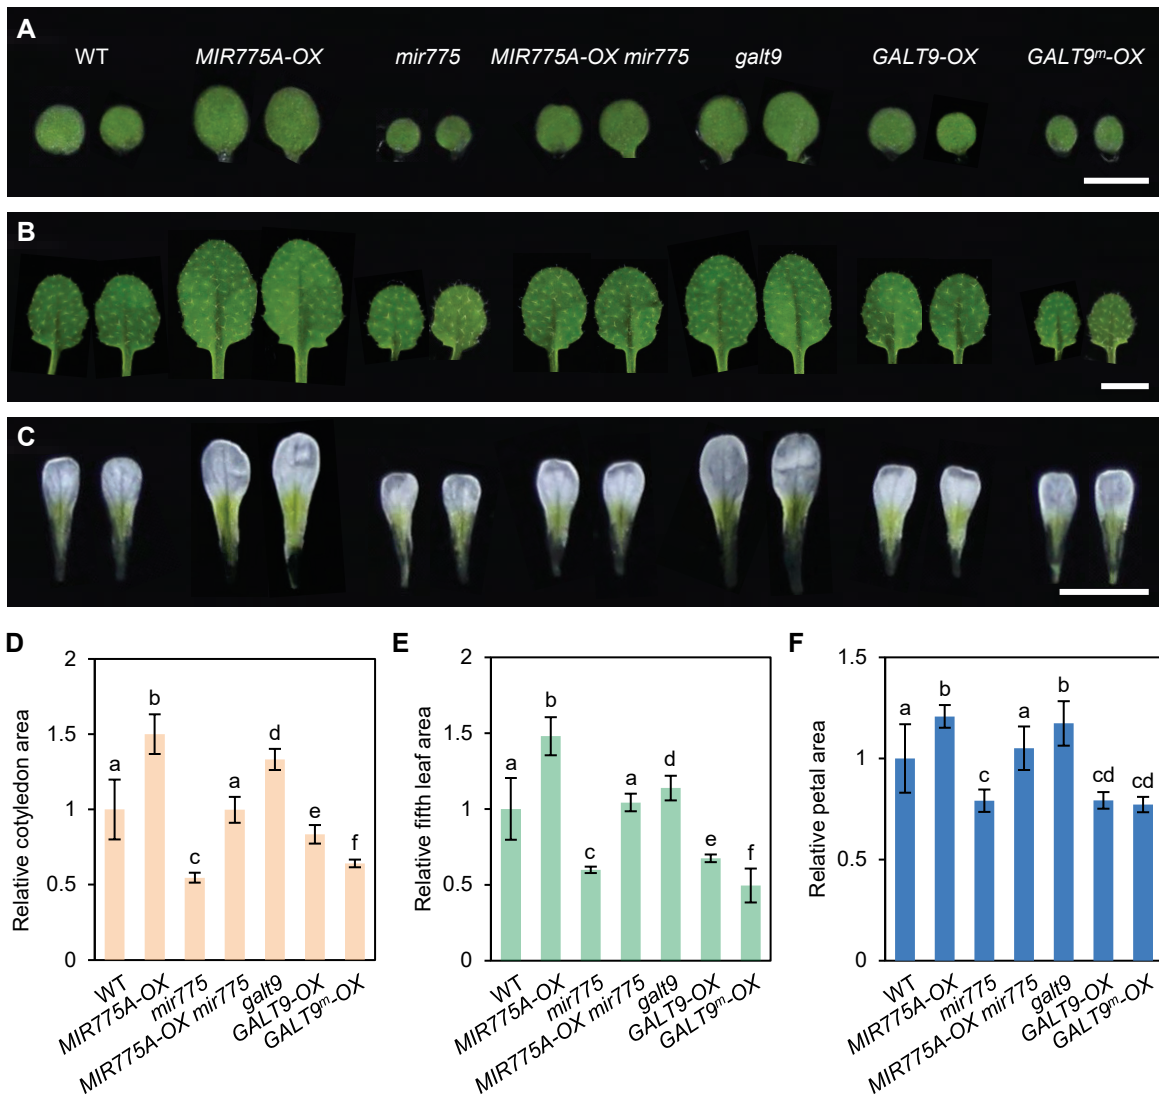 A
WT MIR775A-OX mir775 MIR775A-OX mir775 galt9 GALT9-OX GALT9ᵐ-OX
B
C
D
Relative cotyledon area
2
1.5
1
0.5
0
a b c a d e f
WT MIR775A-OX mir775 MIR775A-OX mir775 galt9 GALT9-OX GALT9ᵐ-OX
E
Relative fifth leaf area
2
1.5
1
0.5
0
a b c a d e f
WT MIR775A-OX mir775 MIR775A-OX mir775 galt9 GALT9-OX GALT9ᵐ-OX
F
Relative petal area
1.5
1
0.5
0
a b c a b cd cd
WT MIR775A-OX mir775 MIR775A-OX mir775 galt9 GALT9-OX GALT9ᵐ-OX